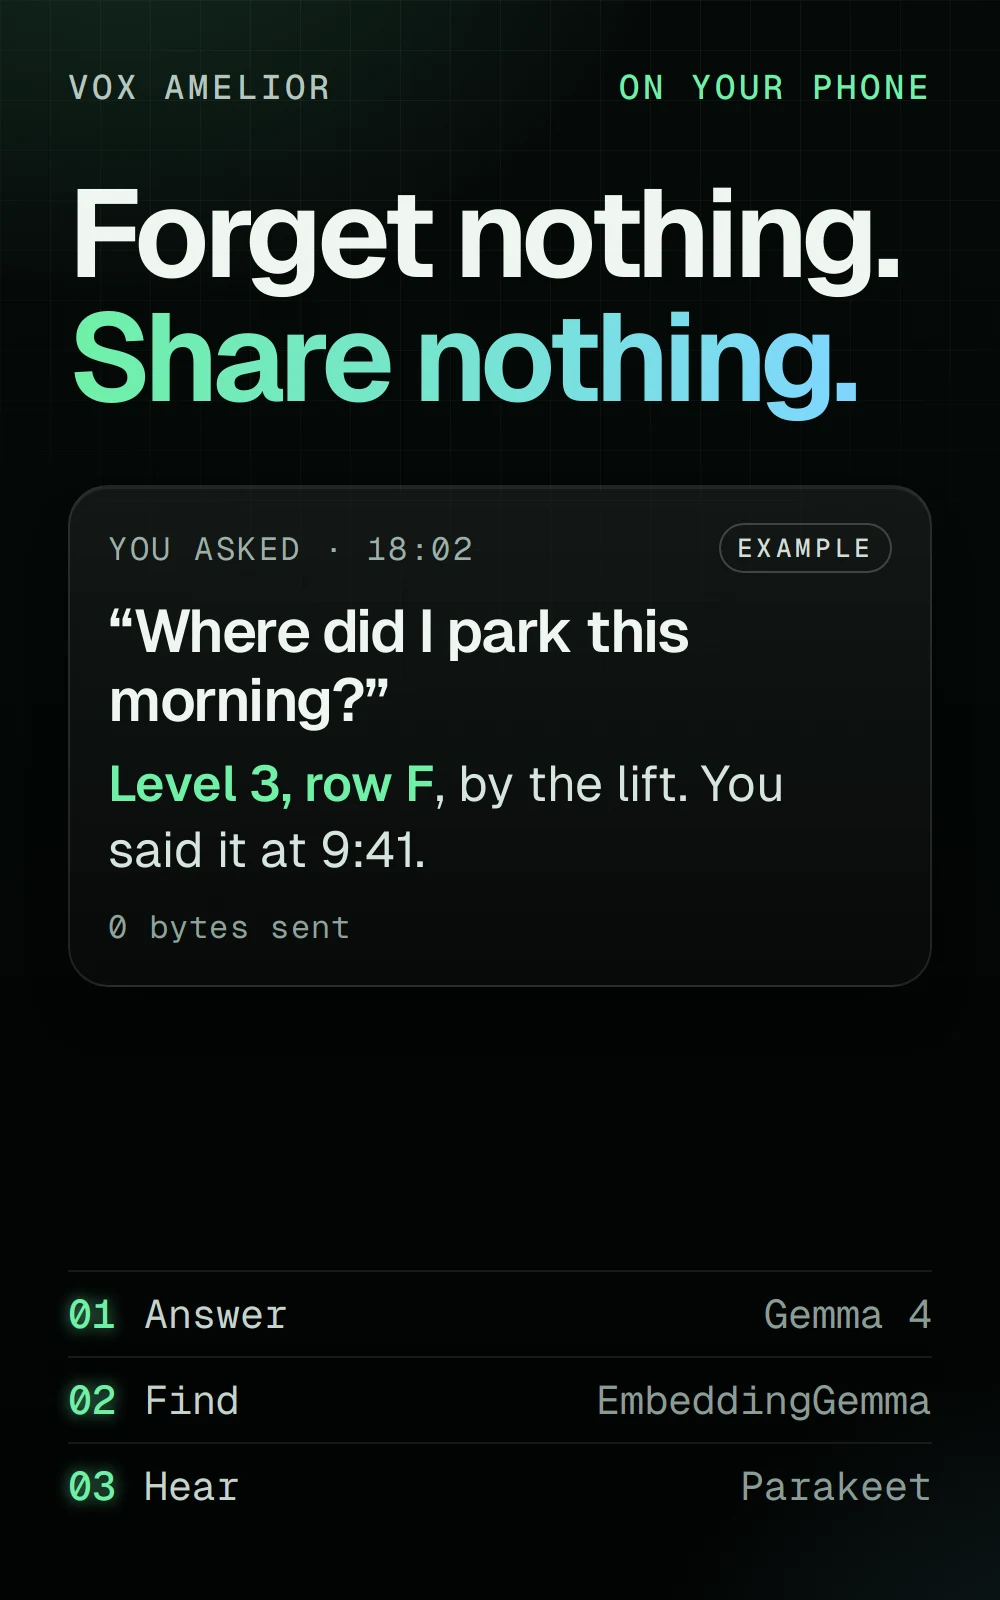 VOX AMELIOR
ON YOUR PHONE
Forget nothing.
Share nothing.
YOU ASKED · 18:02
EXAMPLE
“Where did I park this
morning?”
Level 3, row F, by the lift. You
said it at 9:41.
0 bytes sent
01 Answer Gemma 4
02 Find EmbeddingGemma
03 Hear Parakeet